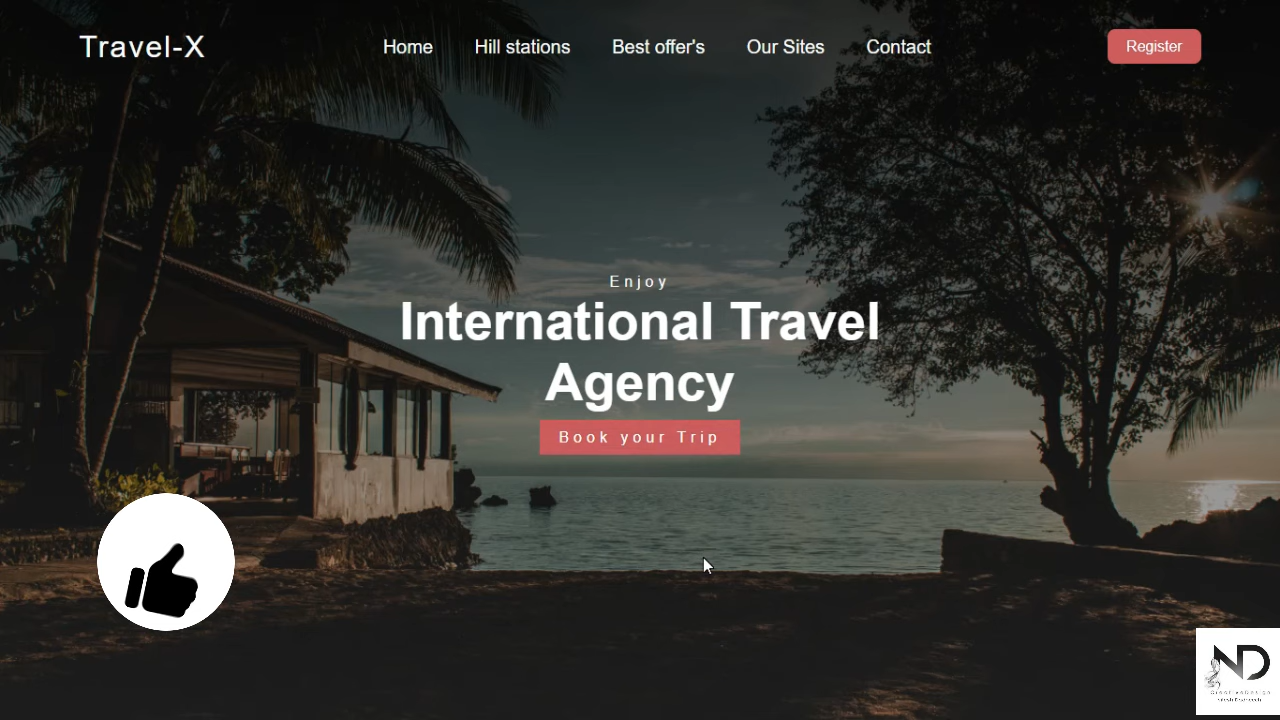 Travel-X
Home
Hill stations
Best offer's
Our Sites
Contact
Register
Enjoy
International Travel
Agency
Book your Trip
ND